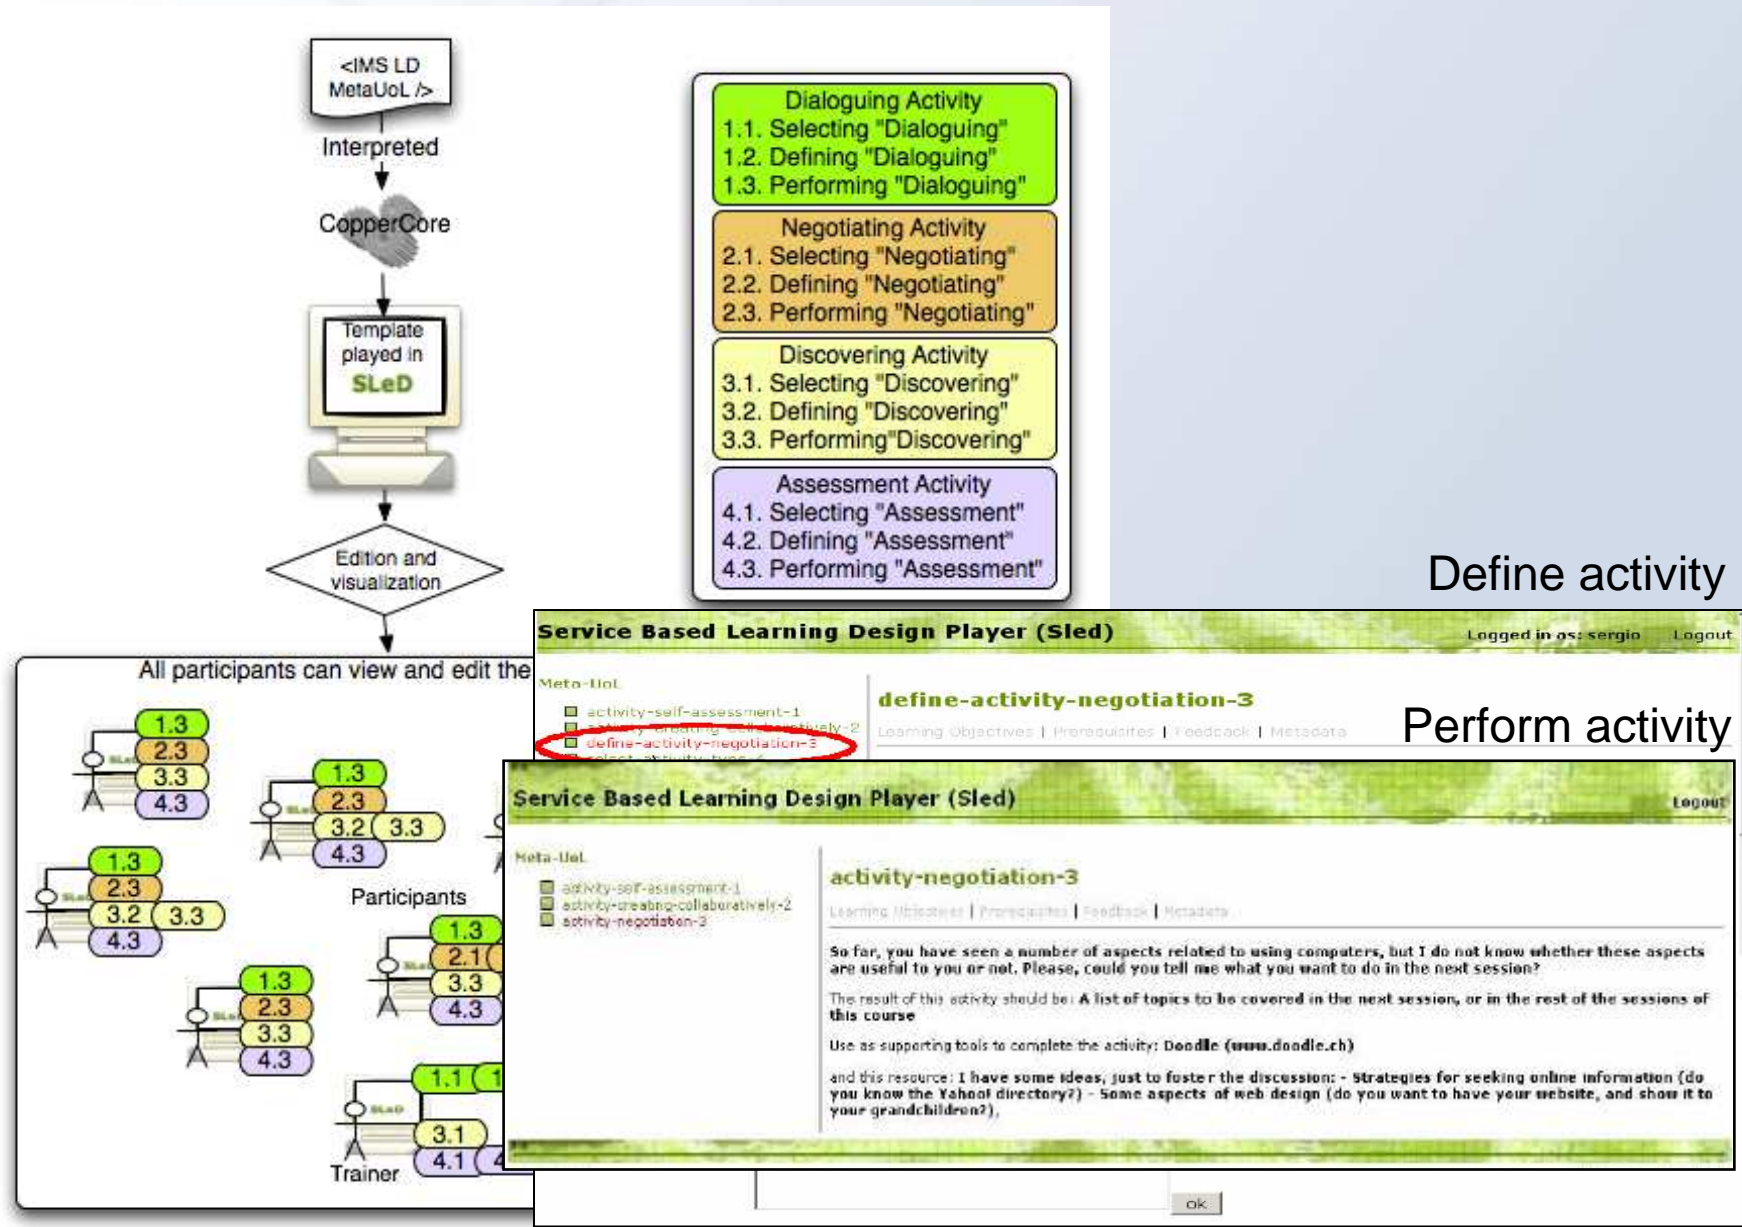 <IMS LD
MetaUoL />
Interpreted
CopperCore
Template
played in
SLeD
Edition and
visualization
Dialoguing Activity
1.1. Selecting "Dialoguing"
1.2. Defining "Dialoguing"
1.3. Performing "Dialoguing"
Negotiating Activity
2.1. Selecting "Negotiating"
2.2. Defining "Negotiating"
2.3. Performing "Negotiating"
Discovering Activity
3.1. Selecting "Discovering"
3.2. Defining "Discovering"
3.3. Performing"Discovering"
Assessment Activity
4.1. Selecting "Assessment"
4.2. Defining "Assessment"
4.3. Performing "Assessment"
All participants can view and edit the
1.3
2.3
3.3
4.3
1.3
2.3
3.2 3.3
4.3
1.3
2.3
3.2 3.3
4.3
Participants
1.3
2.1
3.3
4.3
1.3
2.3
3.3
4.3
1.1
SLeD
3.1
4.1
Trainer
Define activity
Service Based Learning Design Player (Sled)
Logged in as: sergio Logout
Meta-UoL
activity-self-assessment-1
activity-creating-collaboratively-2
define-activity-negotiation-3
select-activity-type-4
define-activity-negotiation-3
Learning Objectives | Prerequisites | Feedback | Metadata
Perform activity
Service Based Learning Design Player (Sled)
Logout
Meta-UoL
activity-self-assessment-1
activity-creating-collaboratively-2
activity-negotiation-3
activity-negotiation-3
Learning Objectives | Prerequisites | Feedback | Metadata
So far, you have seen a number of aspects related to using computers, but I do not know whether these aspects
are useful to you or not. Please, could you tell me what you want to do in the next session?
The result of this activity should be: A list of topics to be covered in the next session, or in the rest of the sessions of
this course
Use as supporting tools to complete the activity: Doodle (www.doodle.ch)
and this resource: I have some ideas, just to foster the discussion: - Strategies for seeking online information (do
you know the Yahoo! directory?) - Some aspects of web design (do you want to have your website, and show it to
your grandchildren?),
ok